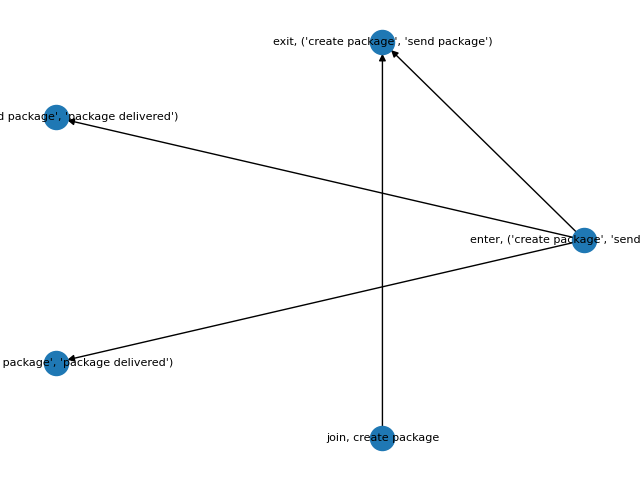 exit, ('create package', 'send package')
d package', 'package delivered')
enter, ('create package', 'send
package', 'package delivered')
join, create package